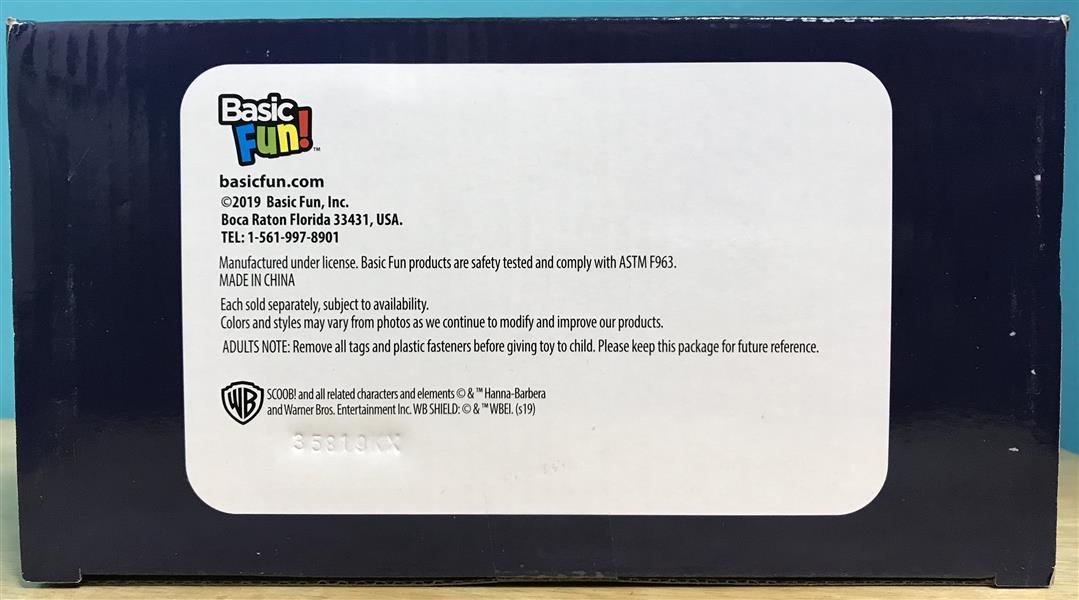 Basic
Fun!™
basicfun.com
©2019 Basic Fun, Inc.
Boca Raton Florida 33431, USA.
TEL: 1-561-997-8901
Manufactured under license. Basic Fun products are safety tested and comply with ASTM F963.
MADE IN CHINA
Each sold separately, subject to availability.
Colors and styles may vary from photos as we continue to modify and improve our products.
ADULTS NOTE: Remove all tags and plastic fasteners before giving toy to child. Please keep this package for future reference.
WB
SCOOB! and all related characters and elements © & ™ Hanna-Barbera
and Warner Bros. Entertainment Inc. WB SHIELD: © & ™ WBEI. (s19)
35819KX